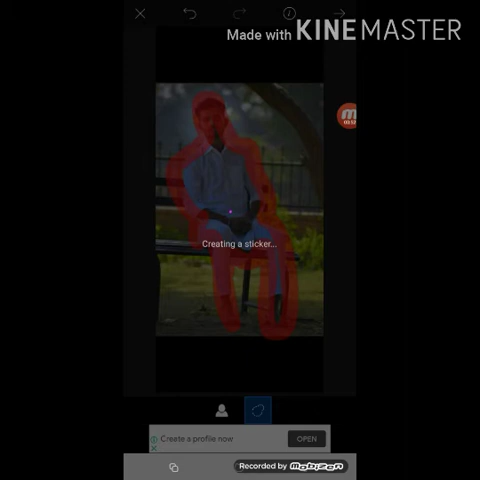 Made with KINEMASTER
Creating a sticker...
Create a profile now
OPEN
Recorded by mobizen